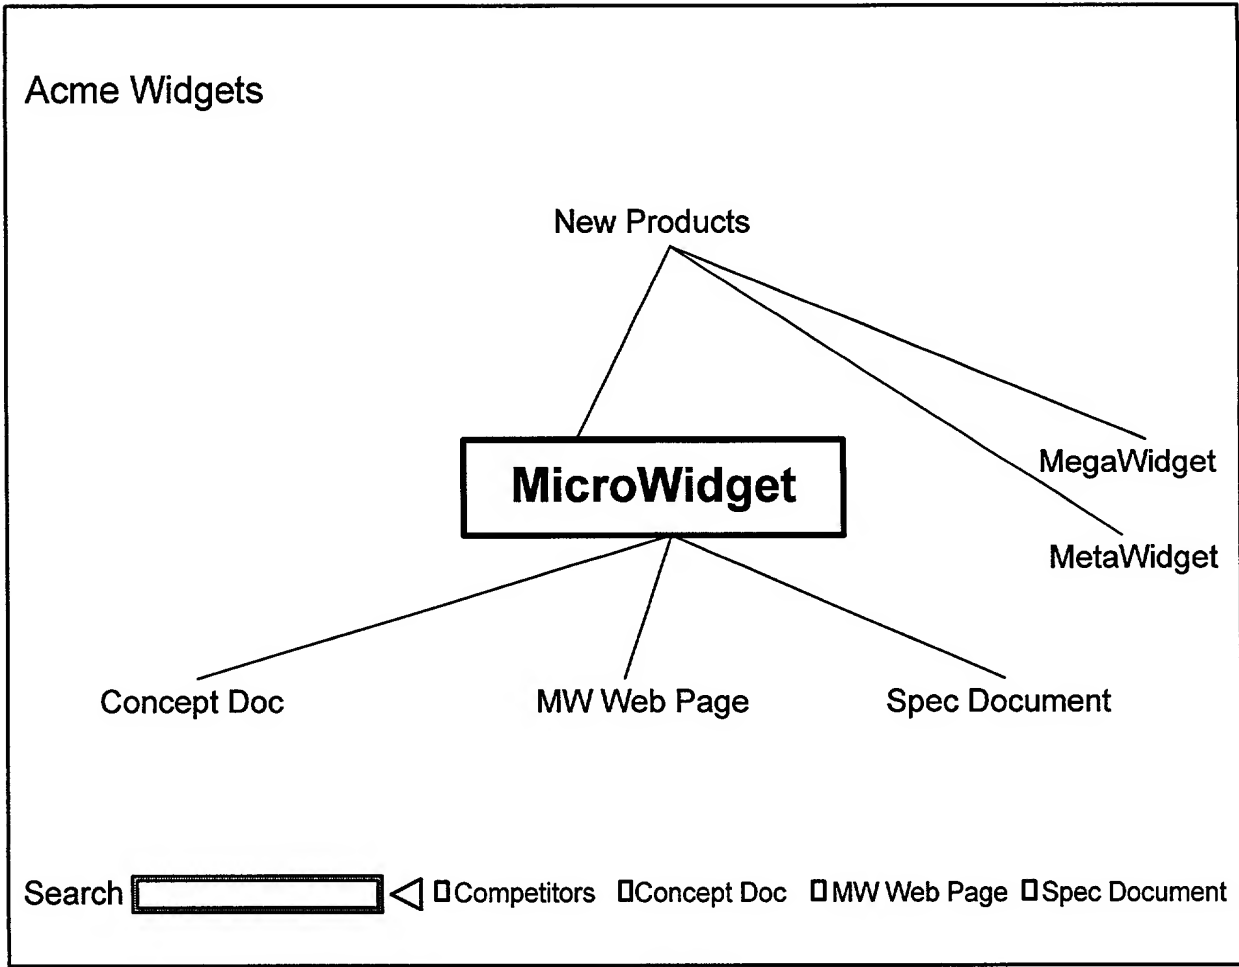 Acme Widgets
New Products
MicroWidget
MegaWidget
MetaWidget
Concept Doc MW Web Page Spec Document
Search Competitors Concept Doc MW Web Page Spec Document